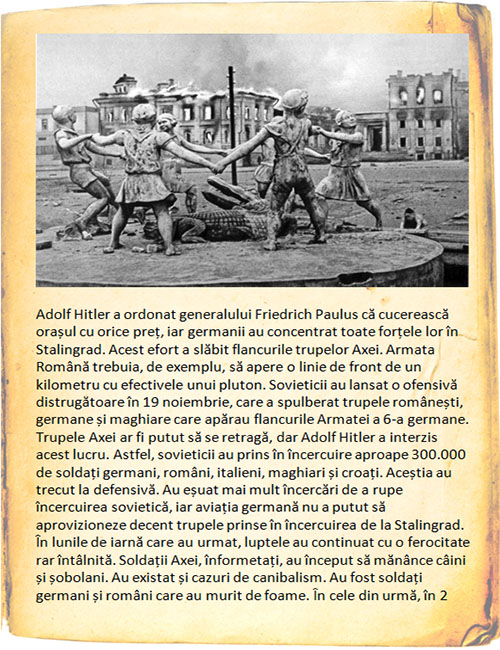 Adolf Hitler a ordonat generalului Friedrich Paulus că cucerească
orașul cu orice preț, iar germanii au concentrat toate forțele lor în
Stalingrad. Acest efort a slăbit flancurile trupelor Axei. Armata
Română trebuia, de exemplu, să apere o linie de front de un
kilometru cu efectivele unui pluton. Sovieticii au lansat o ofensivă
distrugătoare în 19 noiembrie, care a spulberat trupele românești,
germane și maghiare care apărau flancurile Armatei a 6-a germane.
Trupele Axei ar fi putut să se retragă, dar Adolf Hitler a interzis
acest lucru. Astfel, sovieticii au prins în încercuire aproape 300.000
de soldați germani, români, italieni, maghiari și croați. Aceștia au
trecut la defensivă. Au eșuat mai mult încercări de a rupe
încercuirea sovietică, iar aviația germană nu a putut să
aprovizioneze decent trupele prinse în încercuirea de la Stalingrad.
În lunile de iarnă care au urmat, luptele au continuat cu o ferocitate
rar întâlnită. Soldații Axei, înfometați, au început să mănânce câini
și șobolani. Au existat și cazuri de canibalism. Au fost soldați
germani și români care au murit de foame. În cele din urmă, în 2